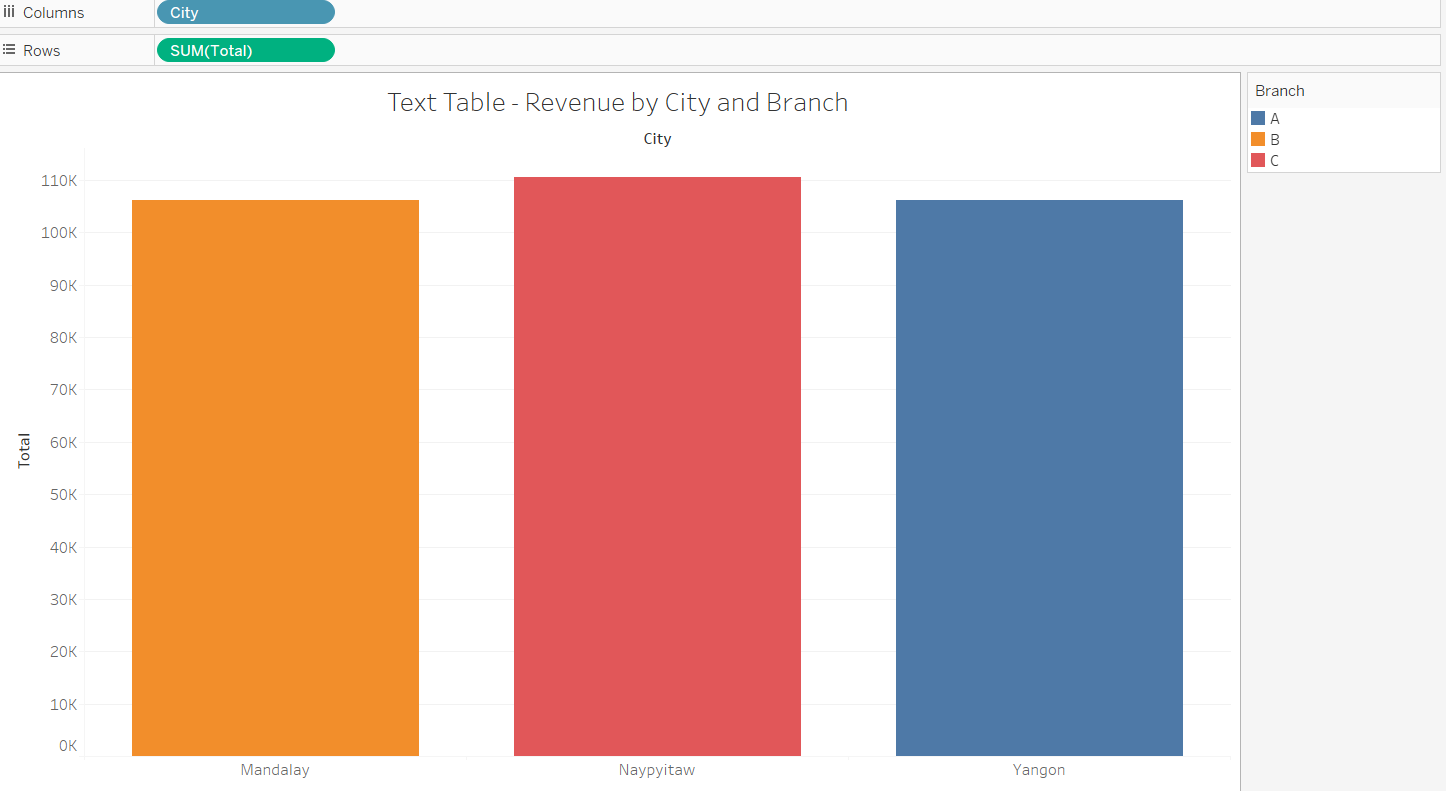 Columns
City
Rows
SUM(Total)
Text Table - Revenue by City and Branch
City
Branch
A
B
C
Total
110K
100K
90K
80K
70K
60K
50K
40K
30K
20K
10K
0K
Mandalay
Naypyitaw
Yangon